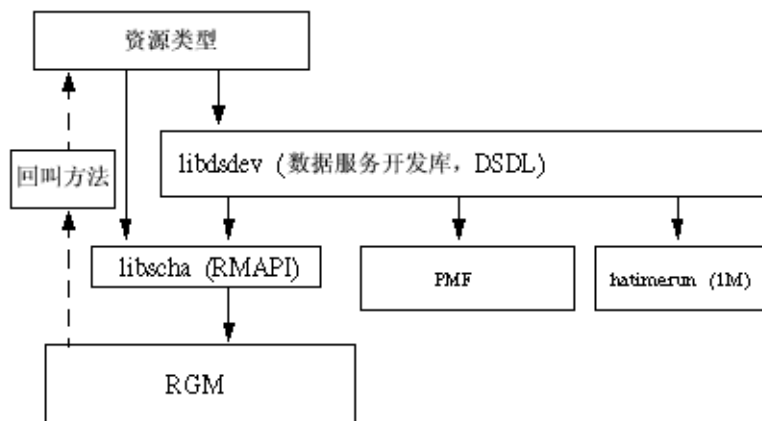 资源类型
libdsdev (数据服务开发库，DSDL)
回叫方法
libscha (RMAPI)
PMF
hatimerun (1M)
RGM